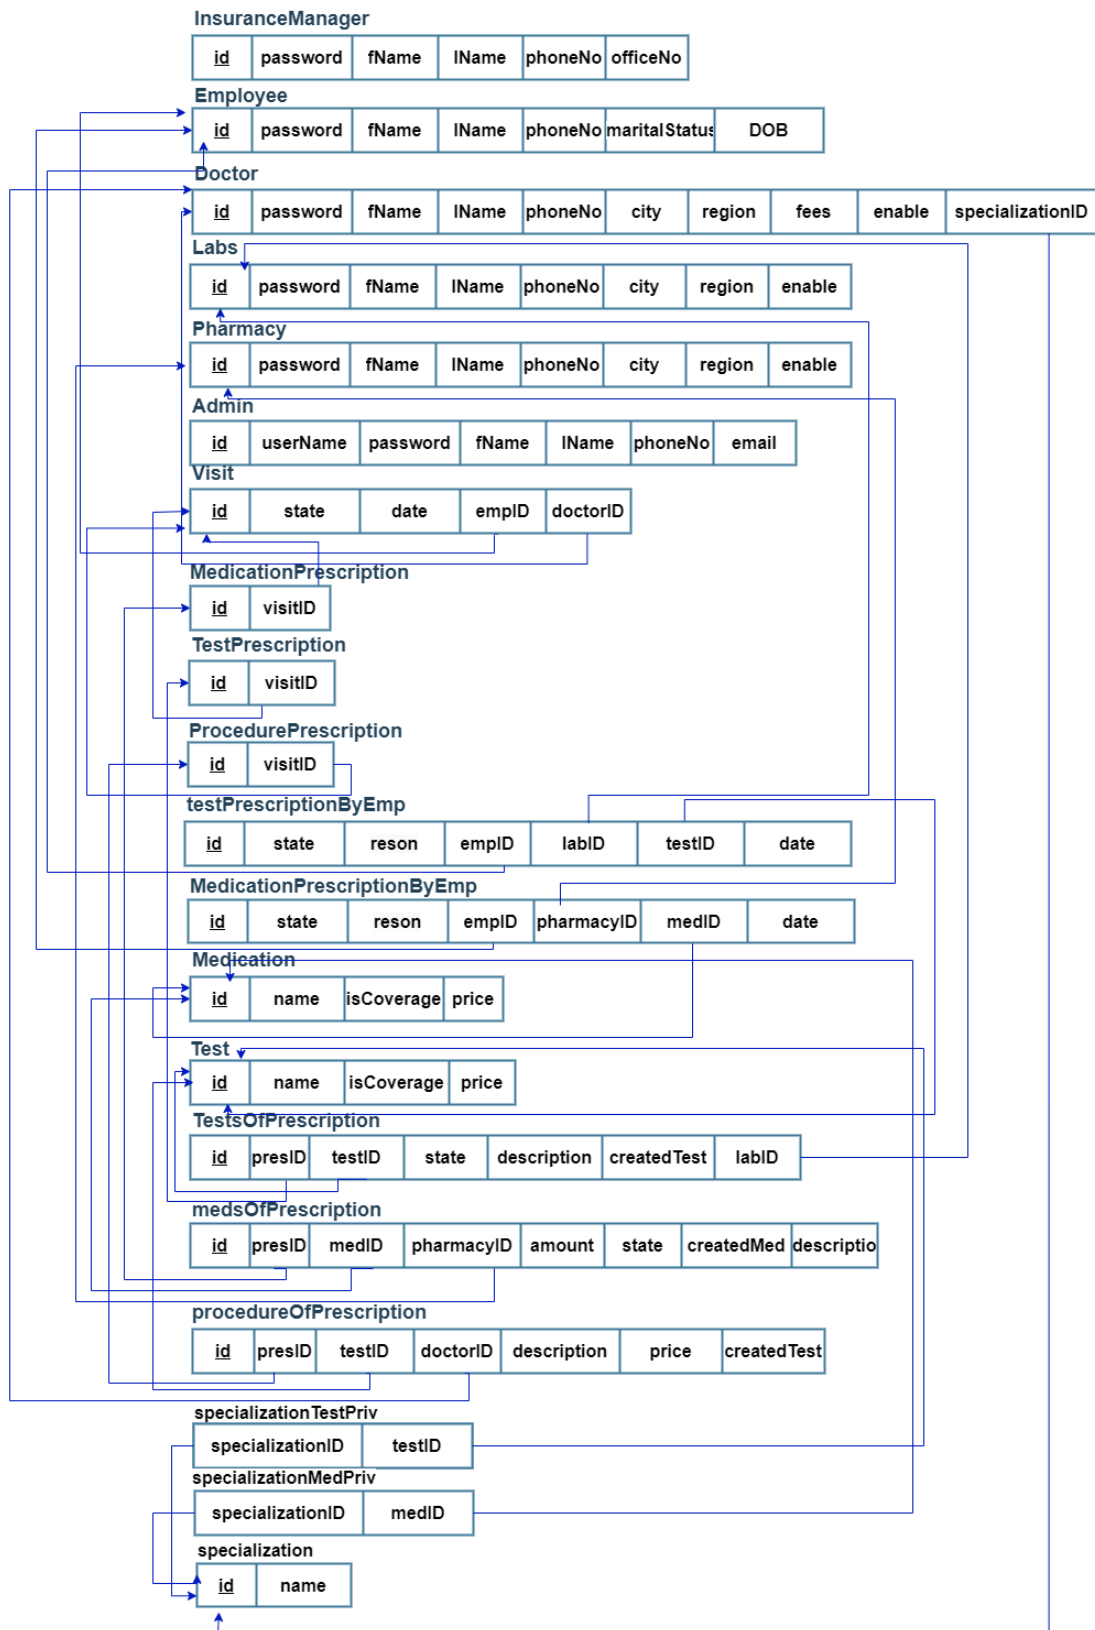 InsuranceManager
id password fName lName phoneNo officeNo
Employee
id password fName lName phoneNo maritalStatus DOB
Doctor
id password fName lName phoneNo city region fees enable specializationID
Labs
id password fName lName phoneNo city region enable
Pharmacy
id password fName lName phoneNo city region enable
Admin
id userName password fName lName phoneNo email
Visit
id state date empID doctorID
MedicationPrescription
id visitID
TestPrescription
id visitID
ProcedurePrescription
id visitID
testPrescriptionByEmp
id state reson empID labID testID date
MedicationPrescriptionByEmp
id state reson empID pharmacyID medID date
Medication
id name isCoverage price
Test
id name isCoverage price
TestsOfPrescription
id presID testID state description createdTest labID
medsOfPrescription
id presID medID pharmacyID amount state createdMed descriptio
procedureOfPrescription
id presID testID doctorID description price createdTest
specializationTestPriv
specializationID testID
specializationMedPriv
specializationID medID
specialization
id name